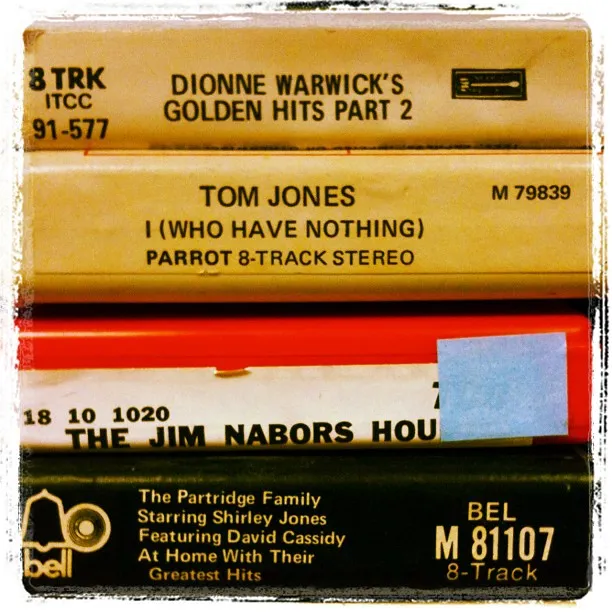 8 TRK
ITCC
91-577
DIONNE WARWICK'S
GOLDEN HITS PART 2
TOM JONES
M 79839
I (WHO HAVE NOTHING)
PARROT 8-TRACK STEREO
18 10 1020
THE JIM NABORS HOU
bell
The Partridge Family
Starring Shirley Jones
Featuring David Cassidy
At Home With Their
Greatest Hits
BEL
M 81107
8-Track